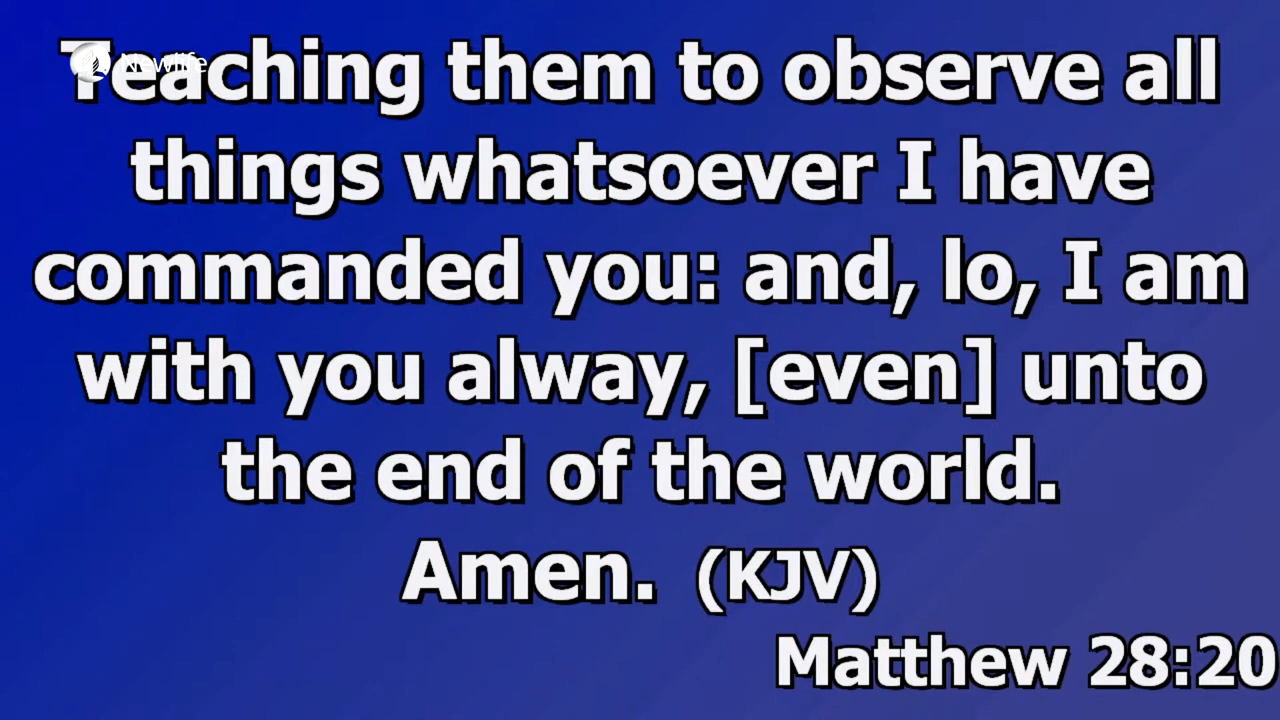 Newlife
Teaching them to observe all
things whatsoever I have
commanded you: and, lo, I am
with you alway, [even] unto
the end of the world.
Amen. (KJV)
Matthew 28:20